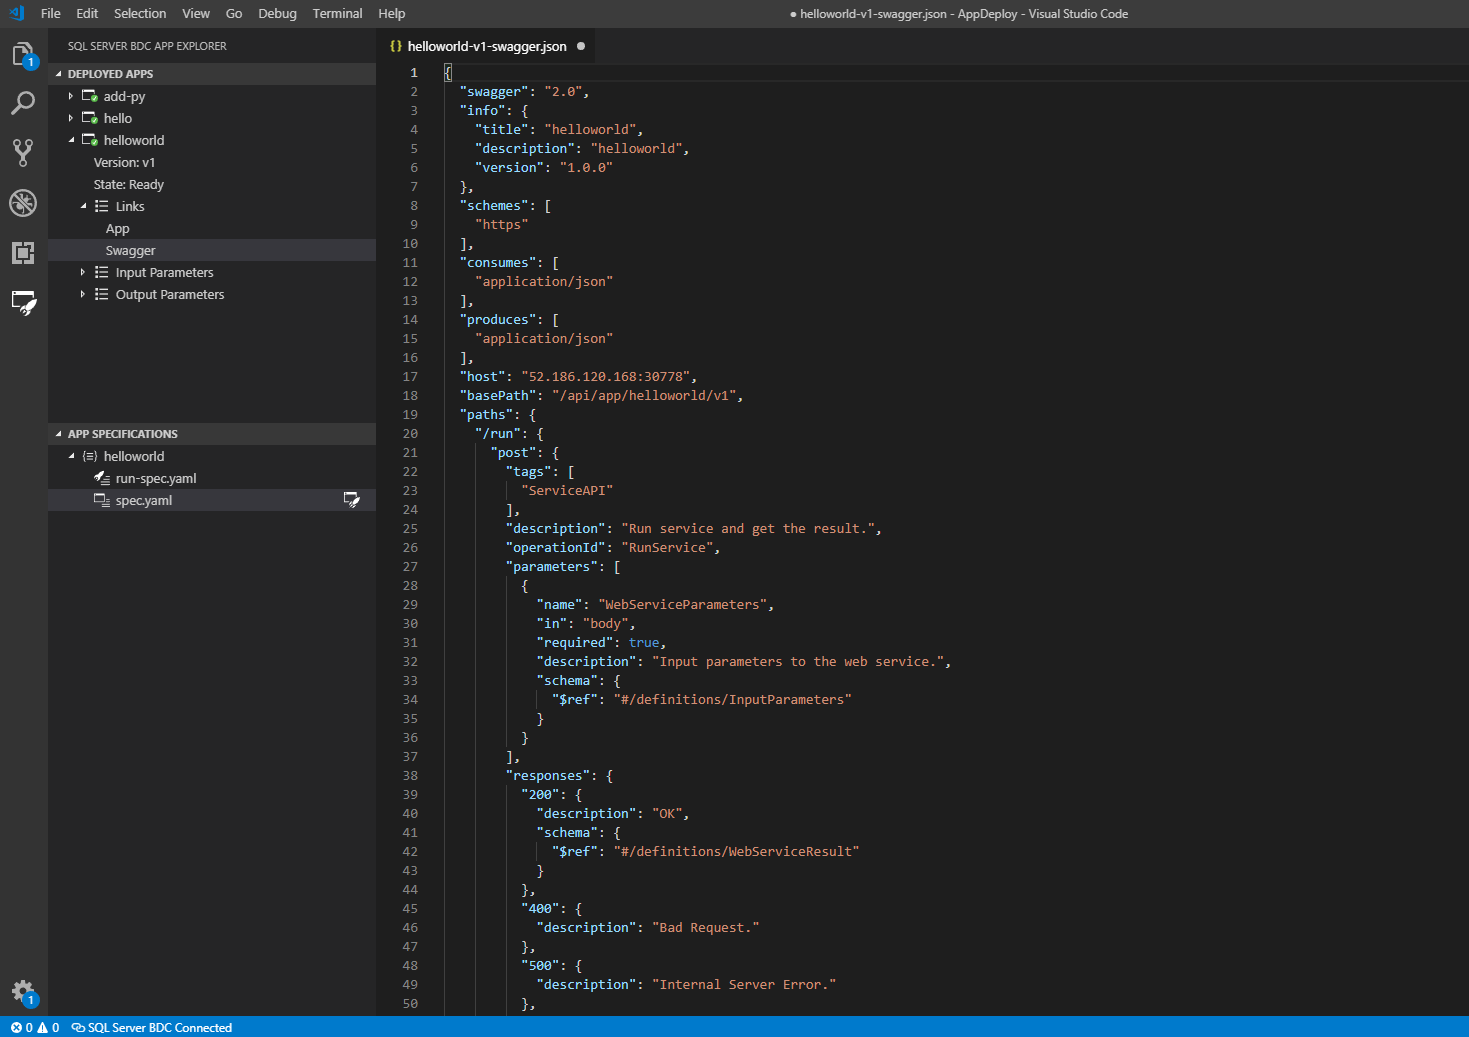 File Edit Selection View Go Debug Terminal Help
● helloworld-v1-swagger.json - AppDeploy - Visual Studio Code
SQL SERVER BDC APP EXPLORER
DEPLOYED APPS
add-py
hello
helloworld
Version: v1
State: Ready
Links
App
Swagger
Input Parameters
Output Parameters
APP SPECIFICATIONS
helloworld
run-spec.yaml
spec.yaml
1
1
{} helloworld-v1-swagger.json ●
1 {
2 "swagger": "2.0",
3 "info": {
4 "title": "helloworld",
5 "description": "helloworld",
6 "version": "1.0.0"
7 },
8 "schemes": [
9 "https"
10 ],
11 "consumes": [
12 "application/json"
13 ],
14 "produces": [
15 "application/json"
16 ],
17 "host": "52.186.120.168:30778",
18 "basePath": "/api/app/helloworld/v1",
19 "paths": {
20 "/run": {
21 "post": {
22 "tags": [
23 "ServiceAPI"
24 ],
25 "description": "Run service and get the result.",
26 "operationId": "RunService",
27 "parameters": [
28 {
29 "name": "WebServiceParameters",
30 "in": "body",
31 "required": true,
32 "description": "Input parameters to the web service.",
33 "schema": {
34 "$ref": "#/definitions/InputParameters"
35 }
36 }
37 ],
38 "responses": {
39 "200": {
40 "description": "OK",
41 "schema": {
42 "$ref": "#/definitions/WebServiceResult"
43 }
44 },
45 "400": {
46 "description": "Bad Request."
47 },
48 "500": {
49 "description": "Internal Server Error."
50 },
0 0 SQL Server BDC Connected